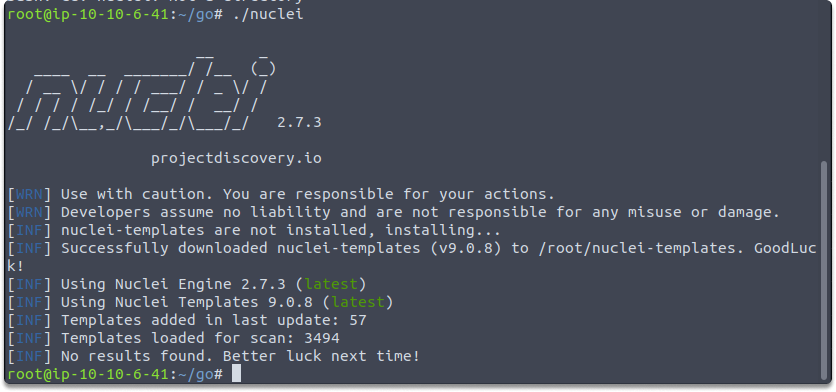 root@ip-10-10-6-41:~/go# ./nuclei
                     __     _
   ____  __  _______/ /__  (_)
  / __ \/ / / / ___/ / _ \/ /
 / / / / /_/ / /__/ /  __/ /
/_/ /_/\__,_/\___/_/\___/_/   2.7.3
projectdiscovery.io
[WRN] Use with caution. You are responsible for your actions.
[WRN] Developers assume no liability and are not responsible for any misuse or damage.
[INF] nuclei-templates are not installed, installing...
[INF] Successfully downloaded nuclei-templates (v9.0.8) to /root/nuclei-templates. GoodLuc
k!
[INF] Using Nuclei Engine 2.7.3 (latest)
[INF] Using Nuclei Templates 9.0.8 (latest)
[INF] Templates added in last update: 57
[INF] Templates loaded for scan: 3494
[INF] No results found. Better luck next time!
root@ip-10-10-6-41:~/go#